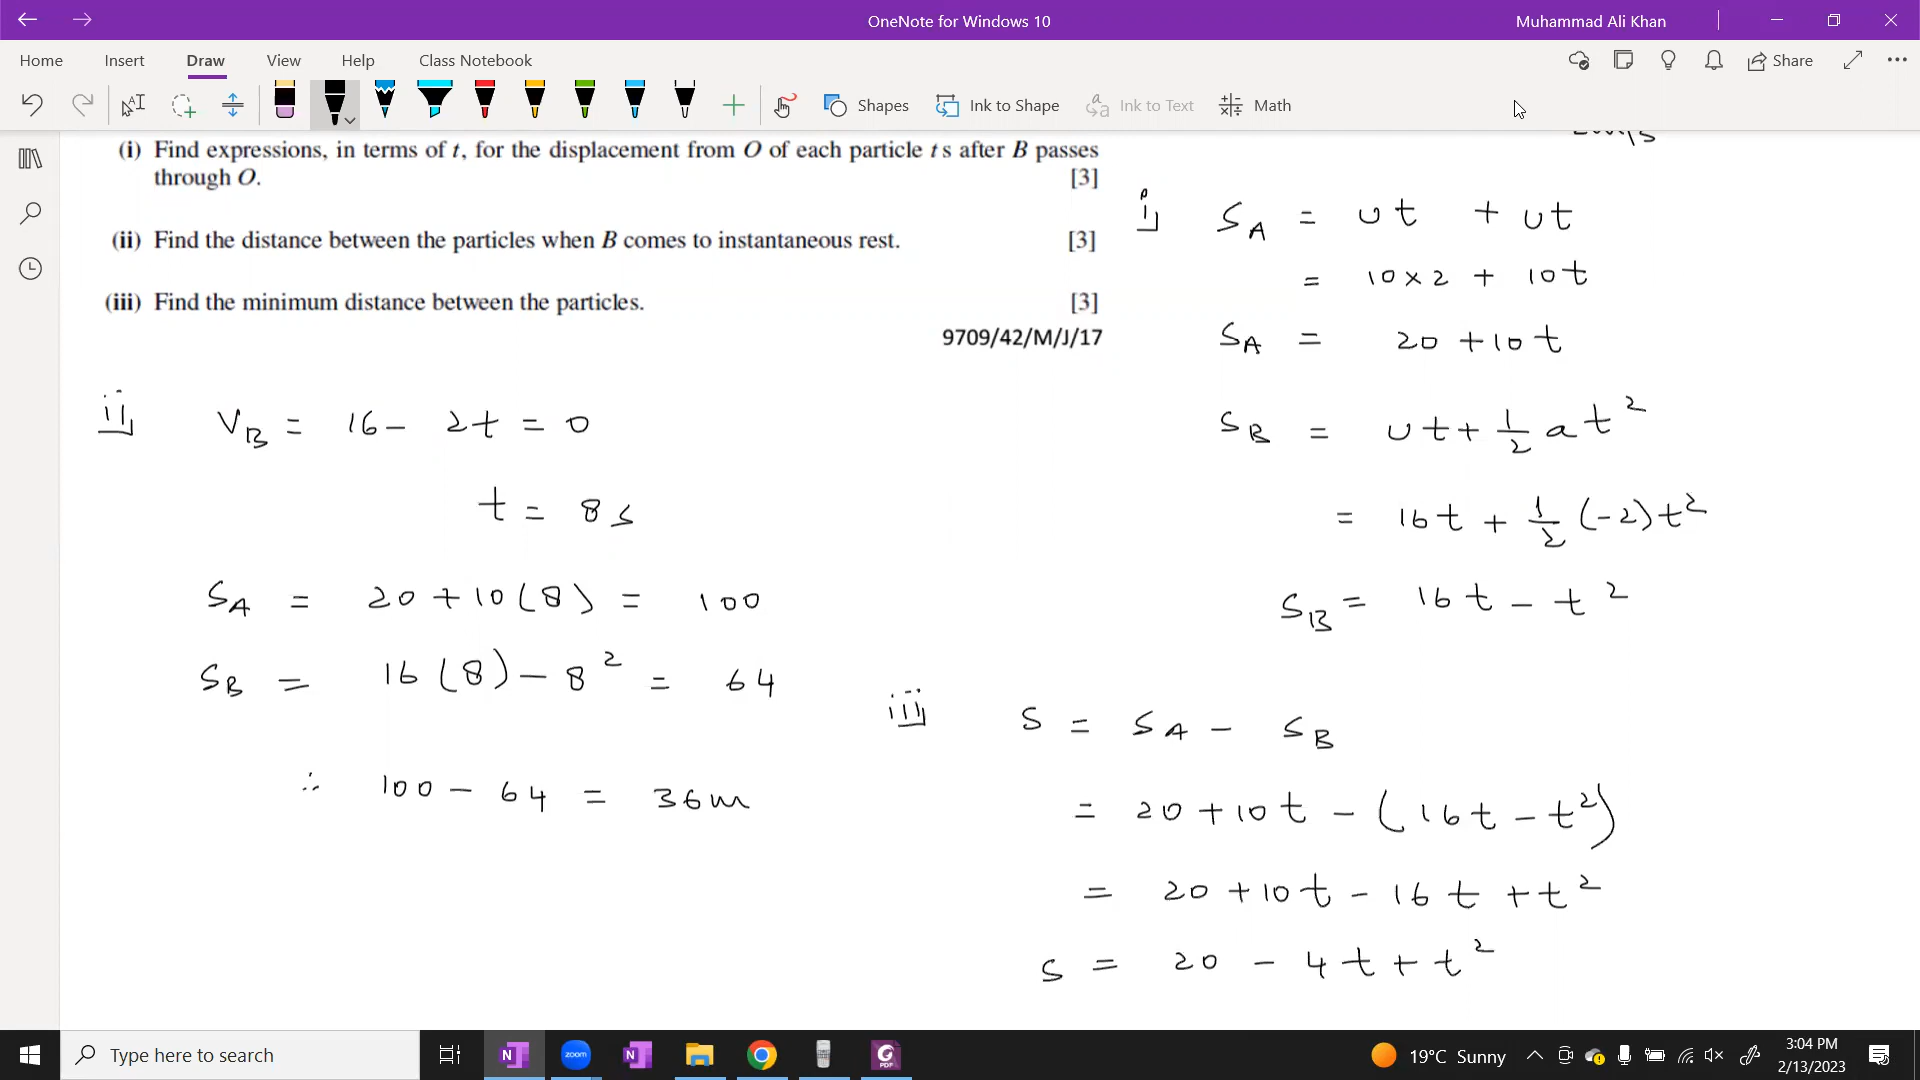 OneNote for Windows 10
Muhammad Ali Khan
Home Insert Draw View Help Class Notebook
Share
Shapes Ink to Shape Ink to Text Math
(i) Find expressions, in terms of t, for the displacement from O of each particle t s after B passes
through O. [3]
(ii) Find the distance between the particles when B comes to instantaneous rest. [3]
(iii) Find the minimum distance between the particles. [3]
9709/42/M/J/17
i) S_A = ut + ut
= 10×2 + 10t
S_A = 20 + 10t
S_B = ut + 1/2 at²
= 16t + 1/2 (-2)t²
S_B = 16t - t²
ii) V_B = 16 - 2t = 0
t = 8s
S_A = 20 + 10(8) = 100
S_B = 16(8) - 8² = 64
∴ 100 - 64 = 36m
iii) S = S_A - S_B
= 20 + 10t - (16t - t²)
= 20 + 10t - 16t + t²
S = 20 - 4t + t²
Type here to search
zoom
19°C Sunny
3:04 PM
2/13/2023